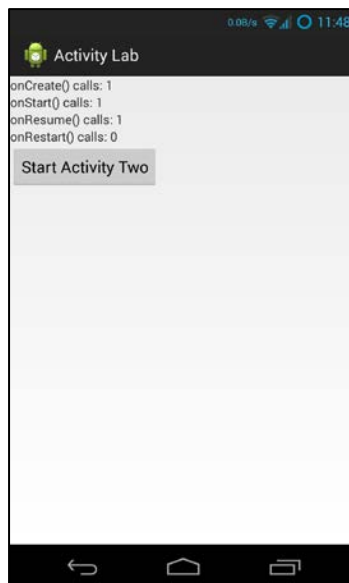 0.0B/s 11:48
Activity Lab
onCreate() calls: 1
onStart() calls: 1
onResume() calls: 1
onRestart() calls: 0
Start Activity Two